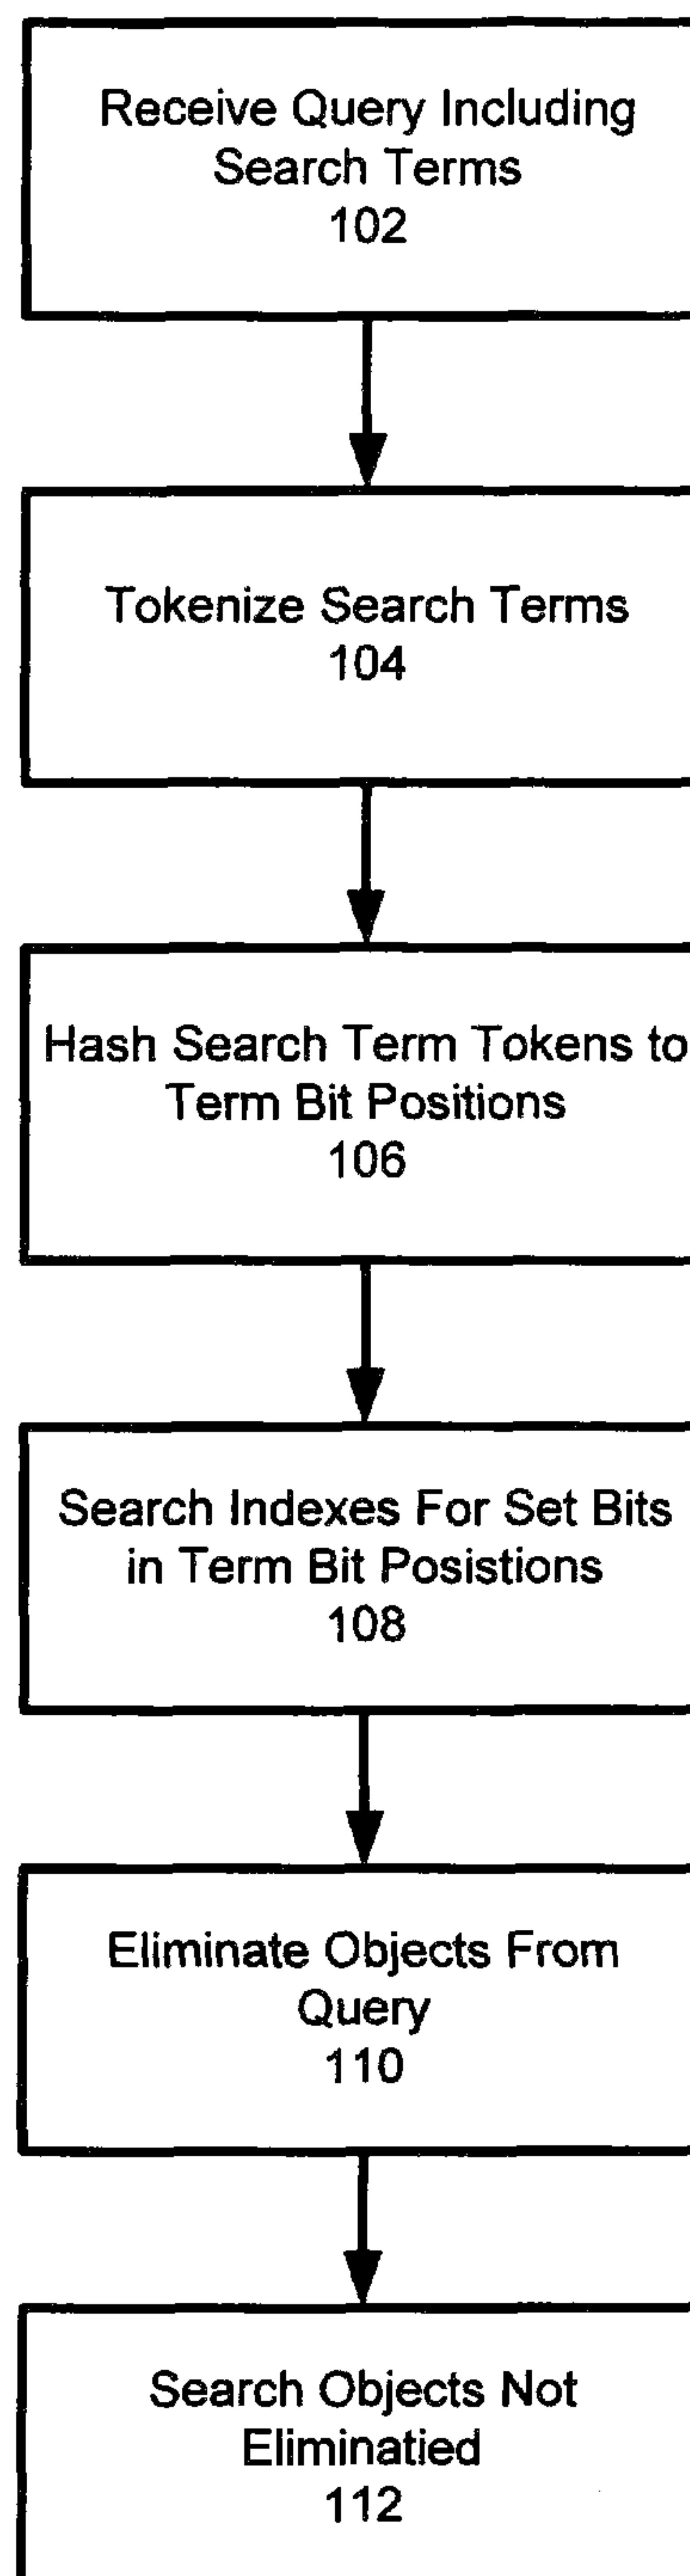 Receive Query Including
Search Terms
102
Tokenize Search Terms
104
Hash Search Term Tokens to
Term Bit Positions
106
Search Indexes For Set Bits
in Term Bit Posistions
108
Eliminate Objects From
Query
110
Search Objects Not
Eliminatied
112